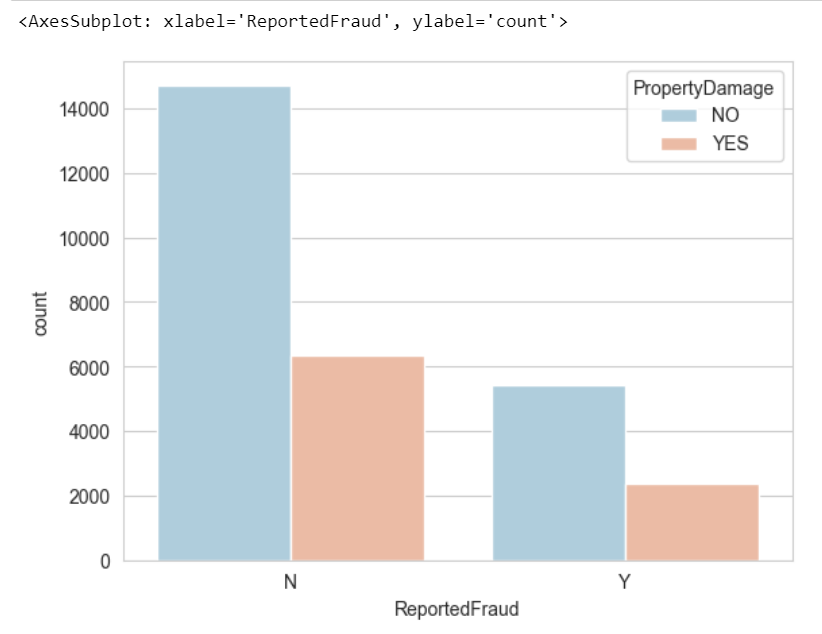 <AxesSubplot: xlabel='ReportedFraud', ylabel='count'>
PropertyDamage
NO
YES
14000
12000
10000
8000
6000
4000
2000
0
count
N Y
ReportedFraud